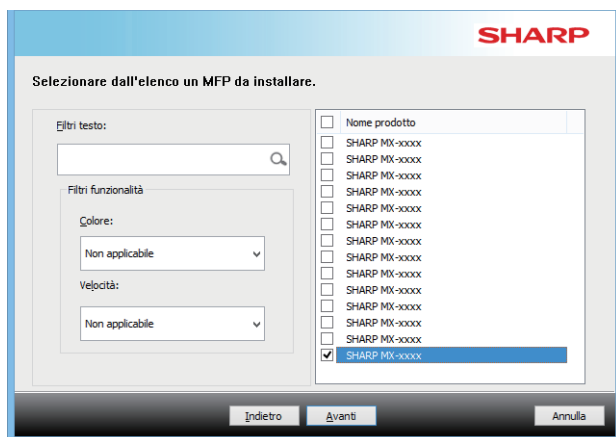 SHARP
Selezionare dall'elenco un MFP da installare.
Filtri testo:
Filtri funzionalità
Colore:
Non applicabile
Velocità:
Non applicabile
Nome prodotto
SHARP MX-xxxx
SHARP MX-xxxx
SHARP MX-xxxx
SHARP MX-xxxx
SHARP MX-xxxx
SHARP MX-xxxx
SHARP MX-xxxx
SHARP MX-xxxx
SHARP MX-xxxx
SHARP MX-xxxx
SHARP MX-xxxx
SHARP MX-xxxx
SHARP MX-xxxx
SHARP MX-xxxx
Indietro
Avanti
Annulla